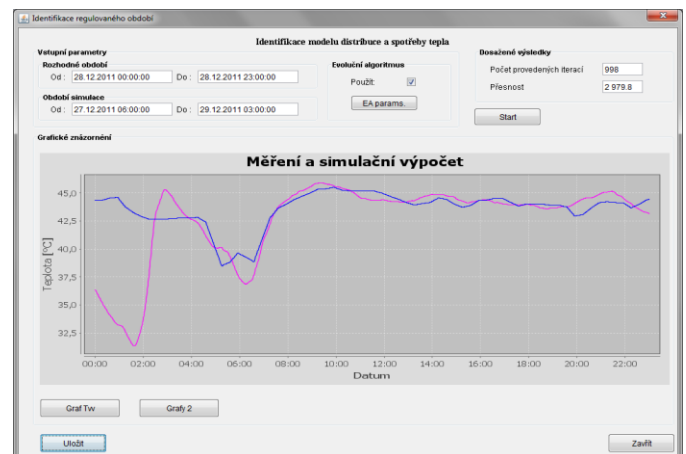 Identifikace regulovaného období
Identifikace modelu distribuce a spotřeby tepla
Vstupní parametry
Rozhodné období
Od : 28.12.2011 00:00:00 Do : 28.12.2011 23:00:00
Období simulace
Od : 27.12.2011 06:00:00 Do : 29.12.2011 03:00:00
Evoluční algoritmus
Použít:
EA params.
Dosažené výsledky
Počet provedených iterací 998
Přesnost 2 979.8
Start
Grafické znázornění
Měření a simulační výpočet
Teplota [ºC]
45,0
42,5
40,0
37,5
35,0
32,5
00:00 02:00 04:00 06:00 08:00 10:00 12:00 14:00 16:00 18:00 20:00 22:00
Datum
Graf Tvv Grafy 2
Uložit Zavřít